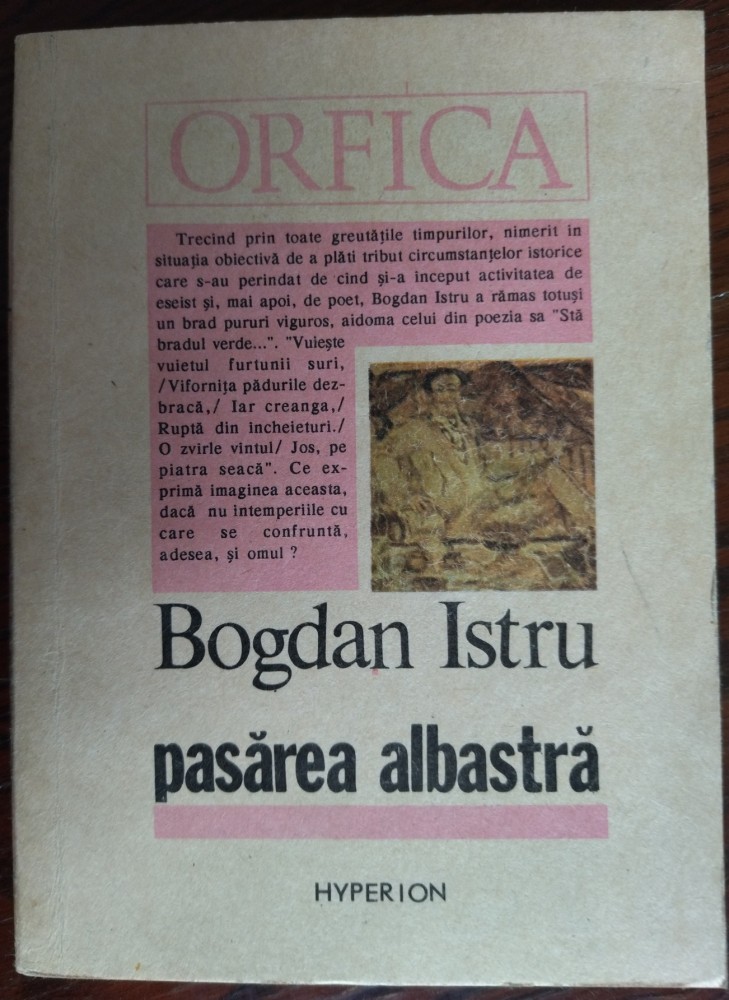 ORFICA
Trecind prin toate greutățile timpurilor, nimerit in
situația obiectivă de a plăti tribut circumstanțelor istorice
care s-au perindat de cind și-a inceput activitatea de
eseist și, mai apoi, de poet, Bogdan Istru a rămas totuși
un brad pururi viguros, aidoma celui din poezia sa "Stă
bradul verde...". "Vuiește
vuietul furtunii suri,
/Vifornița pădurile dez-
bracă,/ Iar creanga,/
Ruptă din incheieturi./
O zvirle vintul/ Jos, pe
piatra seacă". Ce ex-
primă imaginea aceasta,
dacă nu intemperiile cu
care se confruntă,
adesea, și omul ?
Bogdan Istru
pasărea albastră
HYPERION